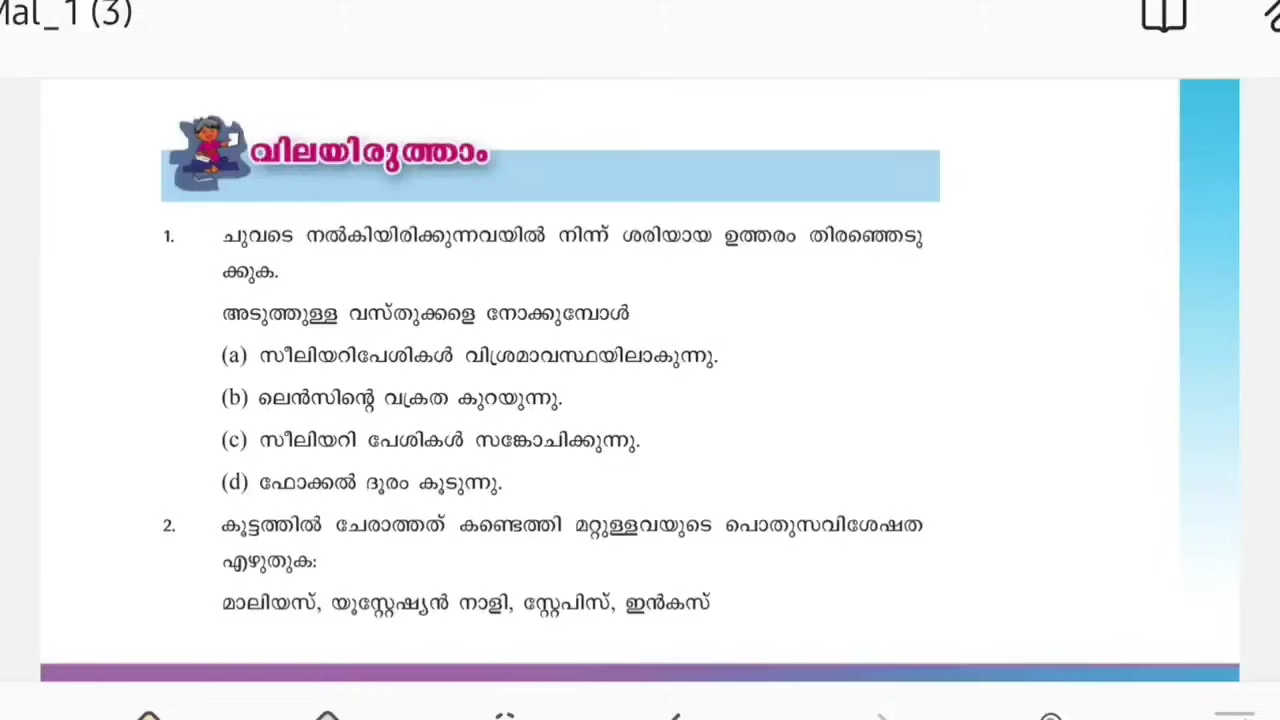 Mal_1 (3)
വിലയിരുത്താം
1. ചുവടെ നൽകിയിരിക്കുന്നവയിൽ നിന്ന് ശരിയായ ഉത്തരം തിരഞ്ഞെടു
ക്കുക.
അടുത്തുള്ള വസ്തുക്കളെ നോക്കുമ്പോൾ
(a) സീലിയറിപേശികൾ വിശ്രമാവസ്ഥയിലാകുന്നു.
(b) ലെൻസിന്റെ വക്രത കുറയുന്നു.
(c) സീലിയറി പേശികൾ സങ്കോചിക്കുന്നു.
(d) ഫോക്കൽ ദൂരം കൂടുന്നു.
2. കൂട്ടത്തിൽ ചേരാത്തത് കണ്ടെത്തി മറ്റുള്ളവയുടെ പൊതുസവിശേഷത
എഴുതുക:
മാലിയസ്, യൂസ്റ്റേഷ്യൻ നാളി, സ്റ്റേപിസ്, ഇൻകസ്